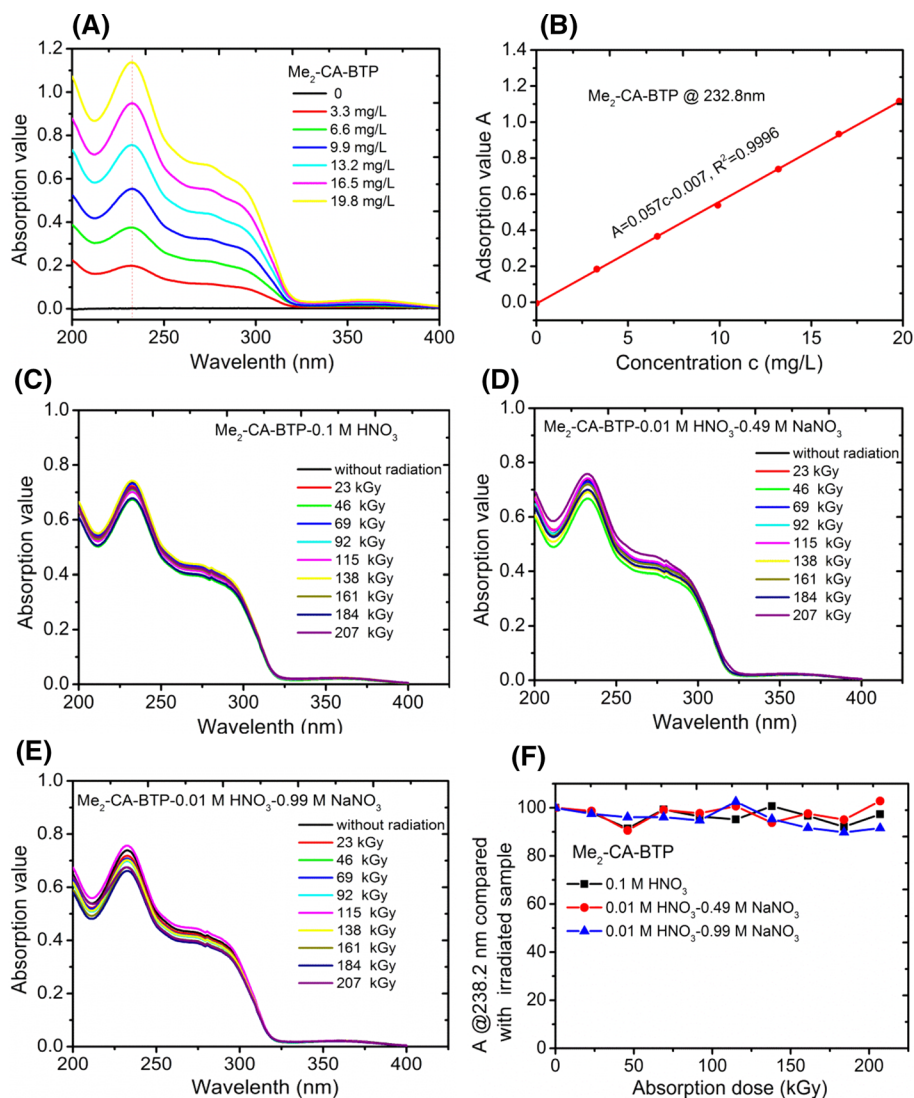 (A)
1.2
1.0
0.8
0.6
0.4
0.2
0.0
Absorption value
Me₂-CA-BTP
0
3.3 mg/L
6.6 mg/L
9.9 mg/L
13.2 mg/L
16.5 mg/L
19.8 mg/L
200 250 300 350 400
Wavelenth (nm)
(B)
1.4
1.2
1.0
0.8
0.6
0.4
0.2
0.0
Adsorption value A
Me₂-CA-BTP @ 232.8nm
A=0.057c-0.007, R²=0.9996
0 5 10 15 20
Concentration c (mg/L)
(C)
1.0
0.8
0.6
0.4
0.2
0.0
Absorption value
Me₂-CA-BTP-0.1 M HNO₃
without radiation
23 kGy
46 kGy
69 kGy
92 kGy
115 kGy
138 kGy
161 kGy
184 kGy
207 kGy
200 250 300 350 400
Wavelenth (nm)
(D)
1.0
0.8
0.6
0.4
0.2
0.0
Absorption value
Me₂-CA-BTP-0.01 M HNO₃-0.49 M NaNO₃
without radiation
23 kGy
46 kGy
69 kGy
92 kGy
115 kGy
138 kGy
161 kGy
184 kGy
207 kGy
200 250 300 350 400
Wavelenth (nm)
(E)
1.0
0.8
0.6
0.4
0.2
0.0
Absorption value
Me₂-CA-BTP-0.01 M HNO₃-0.99 M NaNO₃
without radiation
23 kGy
46 kGy
69 kGy
92 kGy
115 kGy
138 kGy
161 kGy
184 kGy
207 kGy
200 250 300 350 400
Wavelenth (nm)
(F)
100
80
60
40
20
0
A @238.2 nm compared
with irradiated sample
Me₂-CA-BTP
0.1 M HNO₃
0.01 M HNO₃-0.49 M NaNO₃
0.01 M HNO₃-0.99 M NaNO₃
0 50 100 150 200
Absorption dose (kGy)